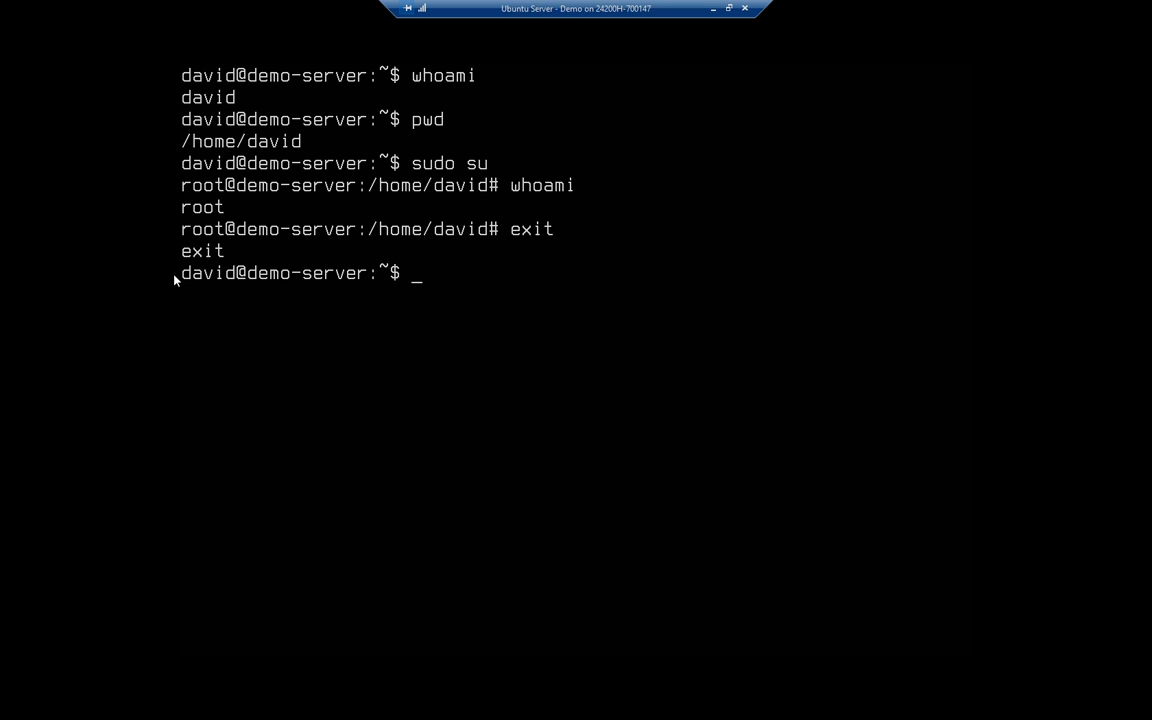 Ubuntu Server - Demo on 24200H-700147
david@demo-server:~$ whoami
david
david@demo-server:~$ pwd
/home/david
david@demo-server:~$ sudo su
root@demo-server:/home/david# whoami
root
root@demo-server:/home/david# exit
exit
david@demo-server:~$ _